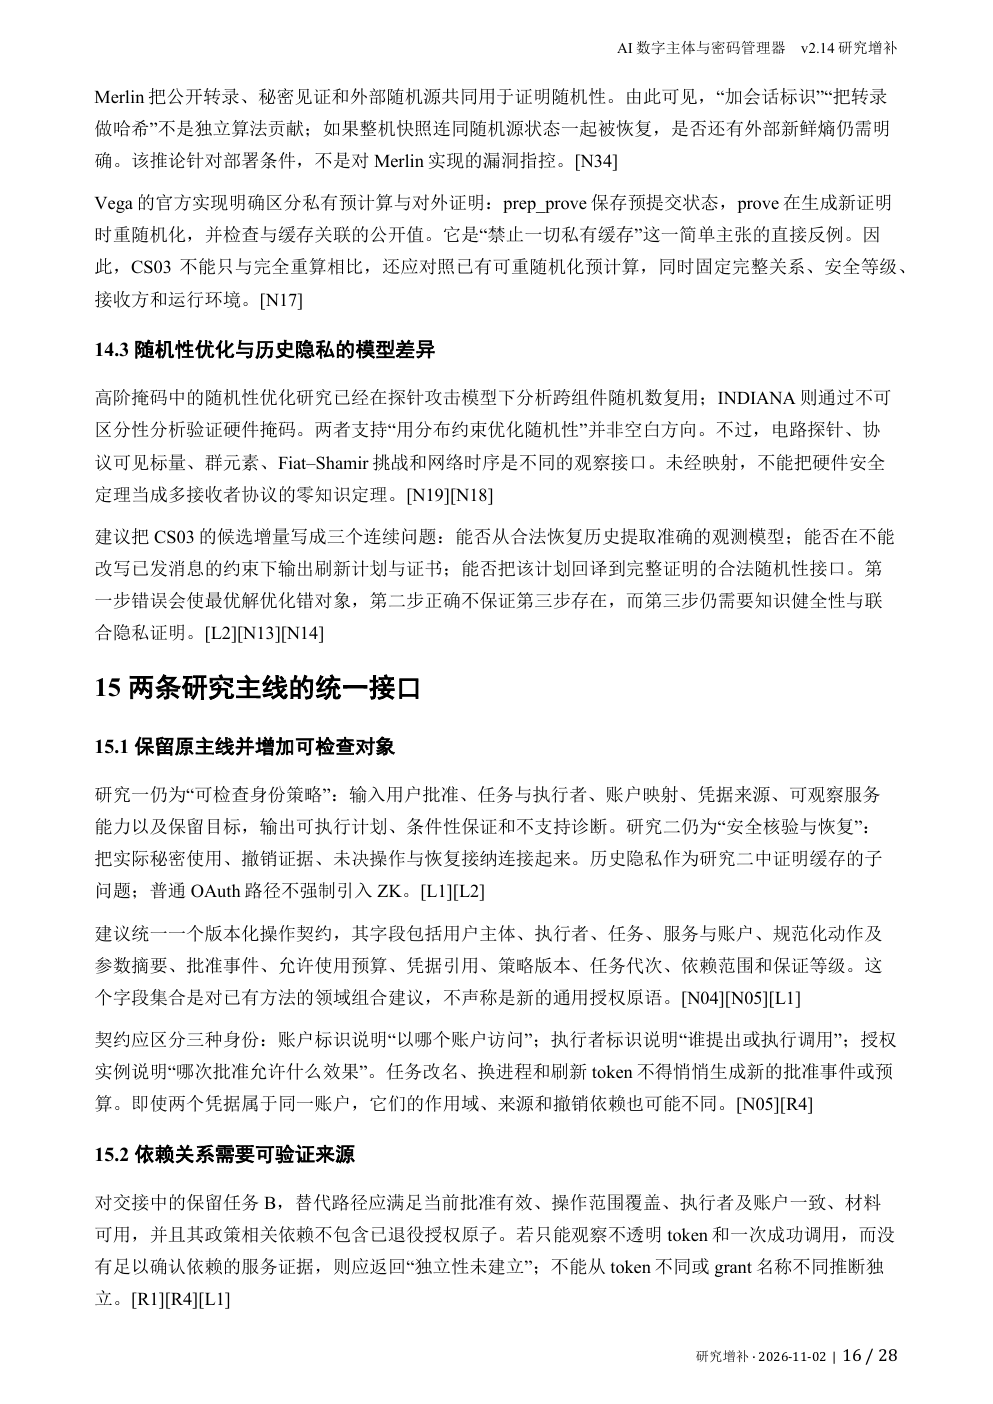 AI 数字主体与密码管理器　v2.14 研究增补
Merlin 把公开转录、秘密见证和外部随机源共同用于证明随机性。由此可见，“加会话标识”“把转录
做哈希”不是独立算法贡献；如果整机快照连同随机源状态一起被恢复，是否还有外部新鲜熵仍需明
确。该推论针对部署条件，不是对 Merlin 实现的漏洞指控。[N34]
Vega 的官方实现明确区分私有预计算与对外证明：prep_prove 保存预提交状态，prove 在生成新证明
时重随机化，并检查与缓存关联的公开值。它是“禁止一切私有缓存”这一简单主张的直接反例。因
此，CS03 不能只与完全重算相比，还应对照已有可重随机化预计算，同时固定完整关系、安全等级、
接收方和运行环境。[N17]
14.3 随机性优化与历史隐私的模型差异
高阶掩码中的随机性优化研究已经在探针攻击模型下分析跨组件随机数复用；INDIANA 则通过不可
区分性分析验证硬件掩码。两者支持“用分布约束优化随机性”并非空白方向。不过，电路探针、协
议可见标量、群元素、Fiat–Shamir 挑战和网络时序是不同的观察接口。未经映射，不能把硬件安全
定理当成多接收者协议的零知识定理。[N19][N18]
建议把 CS03 的候选增量写成三个连续问题：能否从合法恢复历史提取准确的观测模型；能否在不能
改写已发消息的约束下输出刷新计划与证书；能否把该计划回译到完整证明的合法随机性接口。第
一步错误会使最优解优化错对象，第二步正确不保证第三步存在，而第三步仍需要知识健全性与联
合隐私证明。[L2][N13][N14]
15 两条研究主线的统一接口
15.1 保留原主线并增加可检查对象
研究一仍为“可检查身份策略”：输入用户批准、任务与执行者、账户映射、凭据来源、可观察服务
能力以及保留目标，输出可执行计划、条件性保证和不支持诊断。研究二仍为“安全核验与恢复”：
把实际秘密使用、撤销证据、未决操作与恢复接纳连接起来。历史隐私作为研究二中证明缓存的子
问题；普通 OAuth 路径不强制引入 ZK。[L1][L2]
建议统一一个版本化操作契约，其字段包括用户主体、执行者、任务、服务与账户、规范化动作及
参数摘要、批准事件、允许使用预算、凭据引用、策略版本、任务代次、依赖范围和保证等级。这
个字段集合是对已有方法的领域组合建议，不声称是新的通用授权原语。[N04][N05][L1]
契约应区分三种身份：账户标识说明“以哪个账户访问”；执行者标识说明“谁提出或执行调用”；授权
实例说明“哪次批准允许什么效果”。任务改名、换进程和刷新 token 不得悄悄生成新的批准事件或预
算。即使两个凭据属于同一账户，它们的作用域、来源和撤销依赖也可能不同。[N05][R4]
15.2 依赖关系需要可验证来源
对交接中的保留任务 B，替代路径应满足当前批准有效、操作范围覆盖、执行者及账户一致、材料
可用，并且其政策相关依赖不包含已退役授权原子。若只能观察不透明 token 和一次成功调用，而没
有足以确认依赖的服务证据，则应返回“独立性未建立”；不能从 token 不同或 grant 名称不同推断独
立。[R1][R4][L1]
研究增补 · 2026-11-02 | 16 / 28